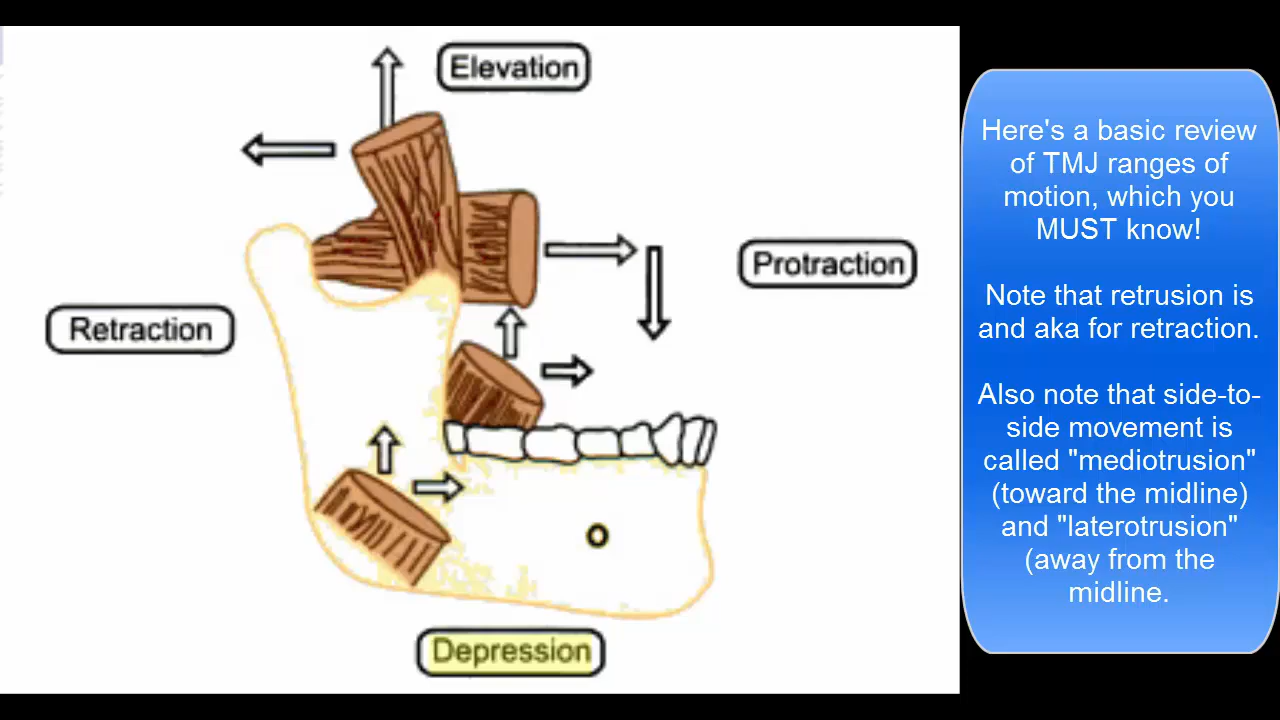 Elevation
Protraction
Retraction
Depression
Here's a basic review
of TMJ ranges of
motion, which you
MUST know!
Note that retrusion is
and aka for retraction.
Also note that side-to-
side movement is
called "mediotrusion"
(toward the midline)
and "laterotrusion"
(away from the
midline.